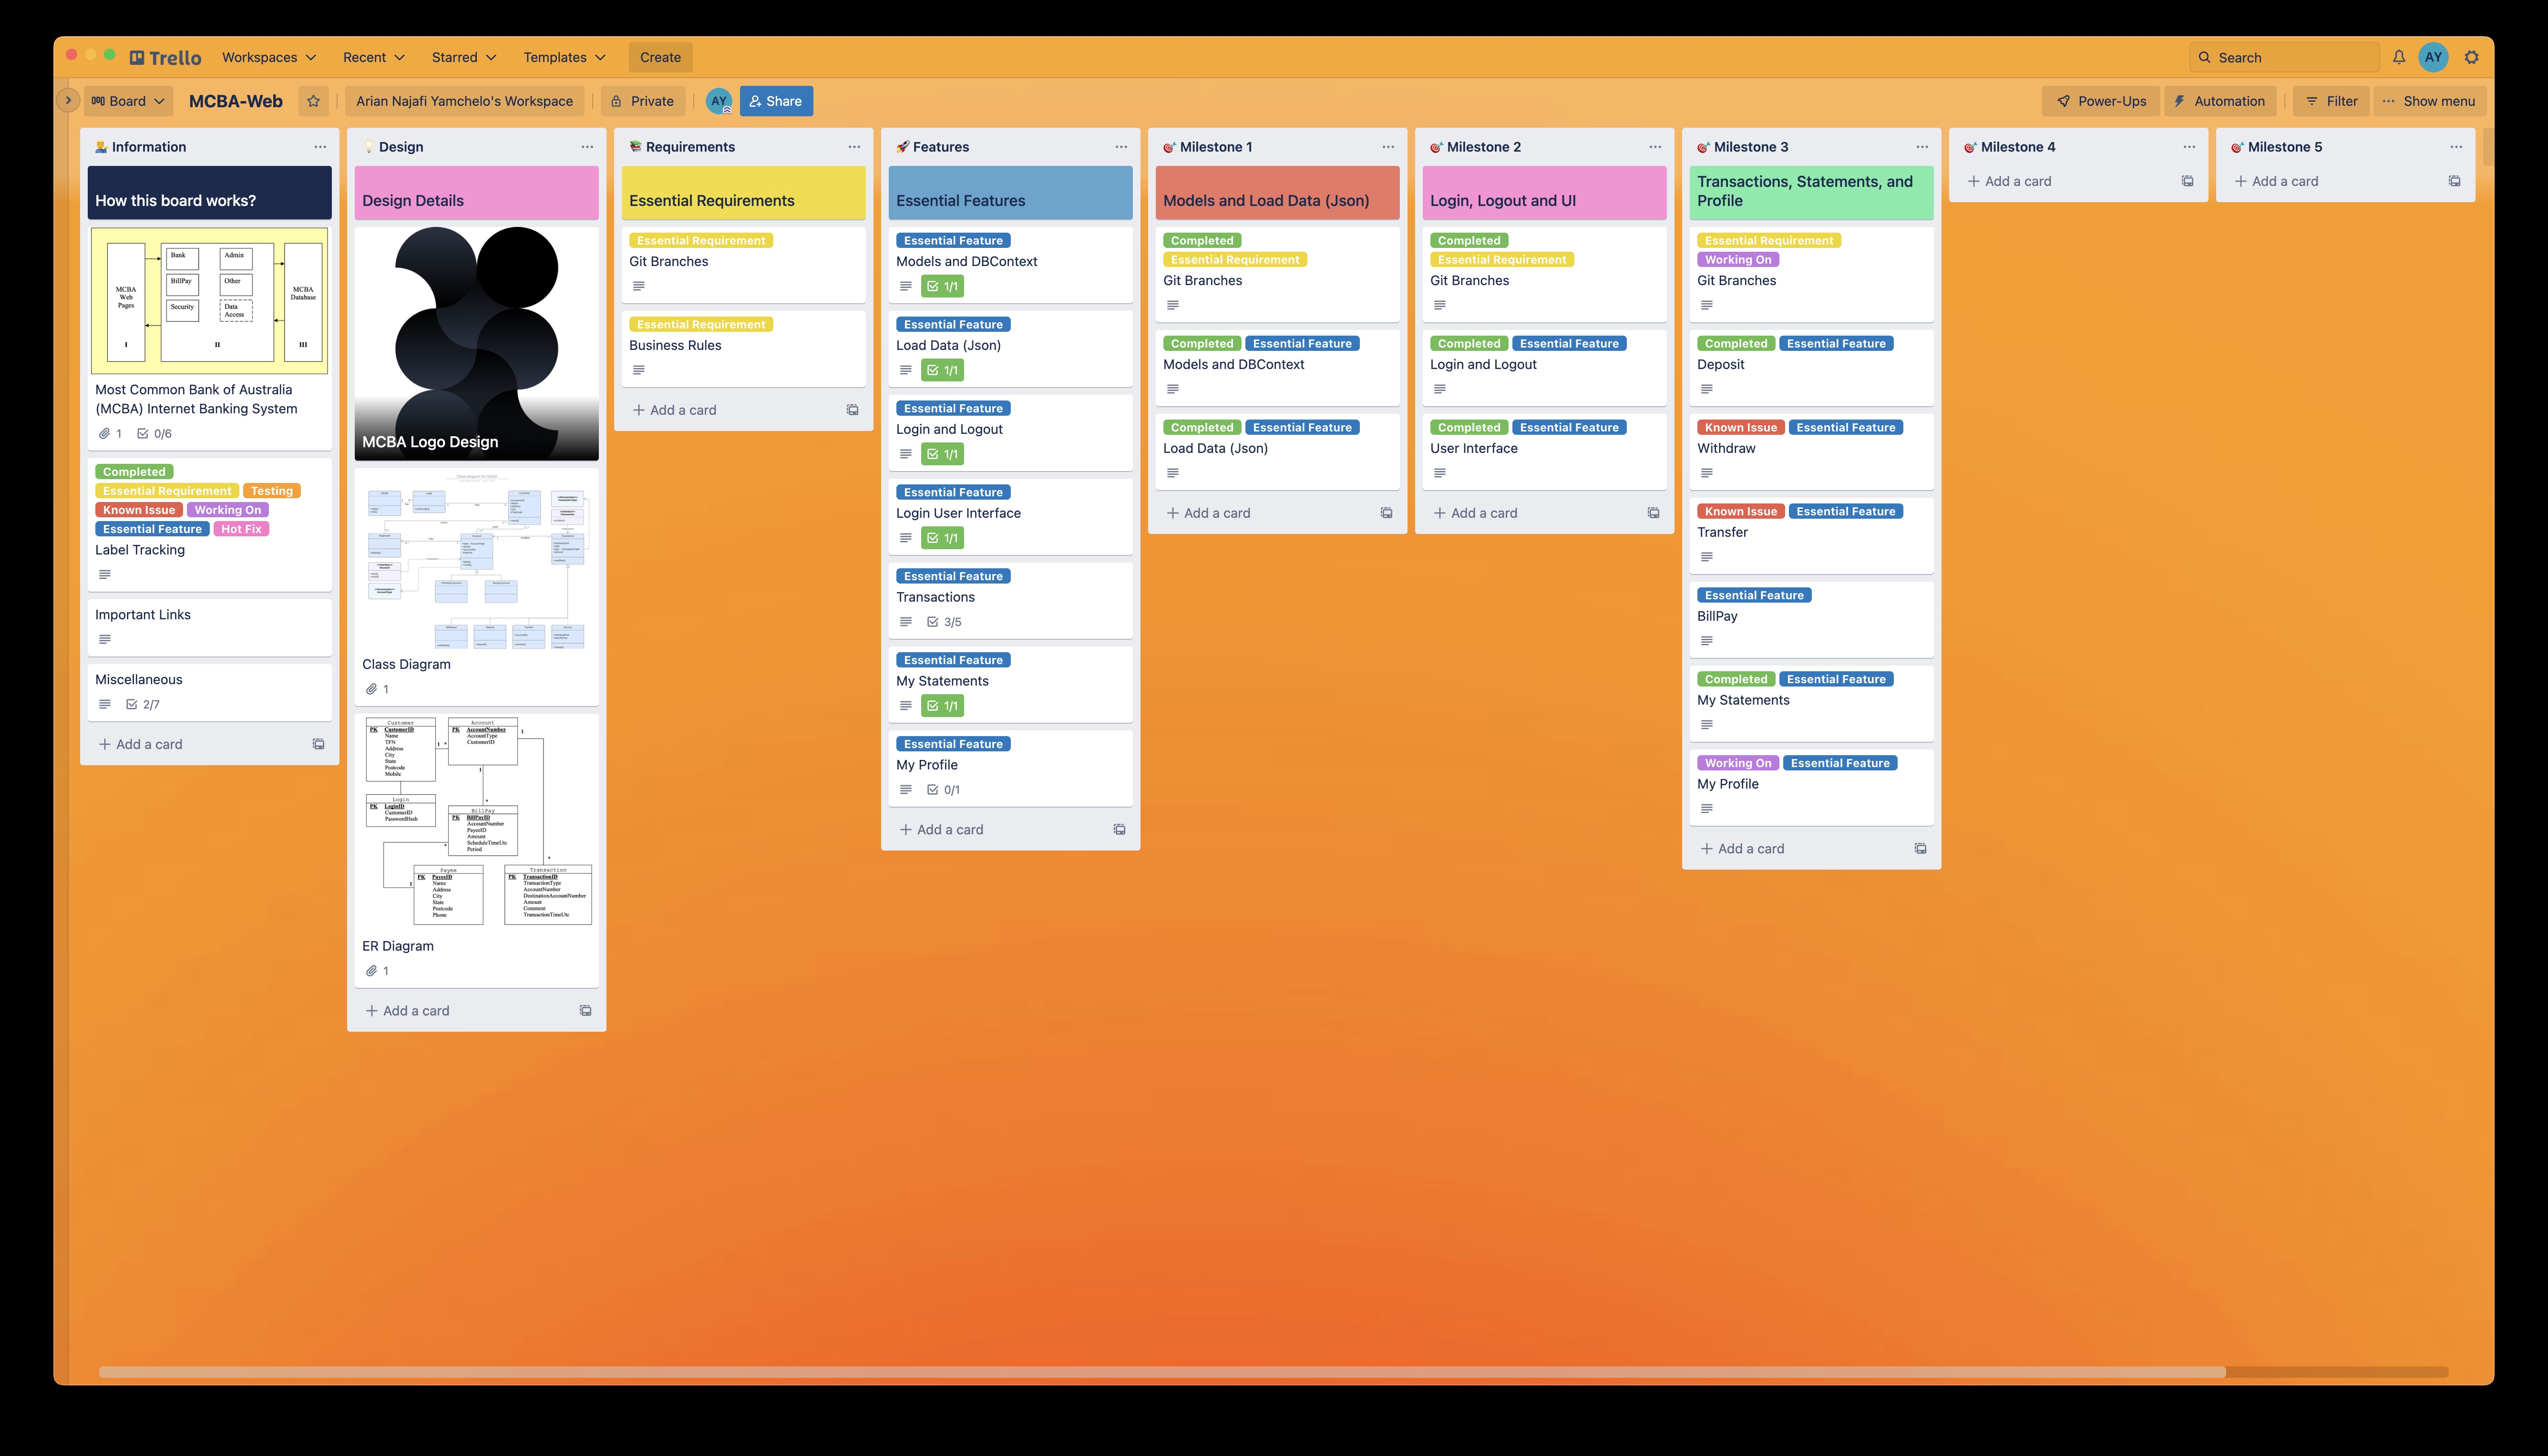 Trello
Workspaces
Recent
Starred
Templates
Create
Search
AY
Board
MCBA-Web
Arian Najafi Yamchelo's Workspace
Private
AY
Share
Power-Ups
Automation
Filter
Show menu
Information
How this board works?
MCBA
Web
Pages
I
Bank
Admin
BillPay
Other
Security
Data
Access
II
MCBA
Database
III
Most Common Bank of Australia
(MCBA) Internet Banking System
1
0/6
Completed
Essential Requirement Testing
Known Issue Working On
Essential Feature Hot Fix
Label Tracking
Important Links
Miscellaneous
2/7
Add a card
Design
Design Details
MCBA Logo Design
Class Diagram
1
Customer
PK CustomerID
Name
TFN
Address
City
State
Postcode
Mobile
Account
PK AccountNumber
AccountType
CustomerID
1
1 *
1
Login
PK LoginID
CustomerID
PasswordHash
*
BillPay
PK BillPayID
AccountNumber
PayeeID
Amount
ScheduleTimeUtc
Period
*
*
1
Payee
PK PayeeID
Name
Address
City
State
Postcode
Phone
Transaction
PK TransactionID
TransactionType
AccountNumber
DestinationAccountNumber
Amount
Comment
TransactionTimeUtc
ER Diagram
1
Add a card
Requirements
Essential Requirements
Essential Requirement
Git Branches
Essential Requirement
Business Rules
Add a card
Features
Essential Features
Essential Feature
Models and DBContext
1/1
Essential Feature
Load Data (Json)
1/1
Essential Feature
Login and Logout
1/1
Essential Feature
Login User Interface
1/1
Essential Feature
Transactions
3/5
Essential Feature
My Statements
1/1
Essential Feature
My Profile
0/1
Add a card
Milestone 1
Models and Load Data (Json)
Completed
Essential Requirement
Git Branches
Completed Essential Feature
Models and DBContext
Completed Essential Feature
Load Data (Json)
Add a card
Milestone 2
Login, Logout and UI
Completed
Essential Requirement
Git Branches
Completed Essential Feature
Login and Logout
Completed Essential Feature
User Interface
Add a card
Milestone 3
Transactions, Statements, and
Profile
Essential Requirement
Working On
Git Branches
Completed Essential Feature
Deposit
Known Issue Essential Feature
Withdraw
Known Issue Essential Feature
Transfer
Essential Feature
BillPay
Completed Essential Feature
My Statements
Working On Essential Feature
My Profile
Add a card
Milestone 4
Add a card
Milestone 5
Add a card